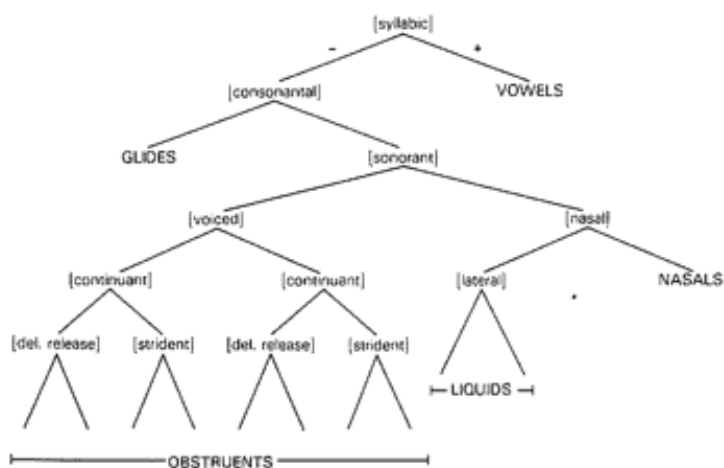 [syllabic]
– +
[consonantal] VOWELS
GLIDES [sonorant]
[voiced] [nasal]
[continuant] [continuant] [lateral] NASALS
[del. release] [strident] [del. release] [strident]
LIQUIDS
OBSTRUENTS